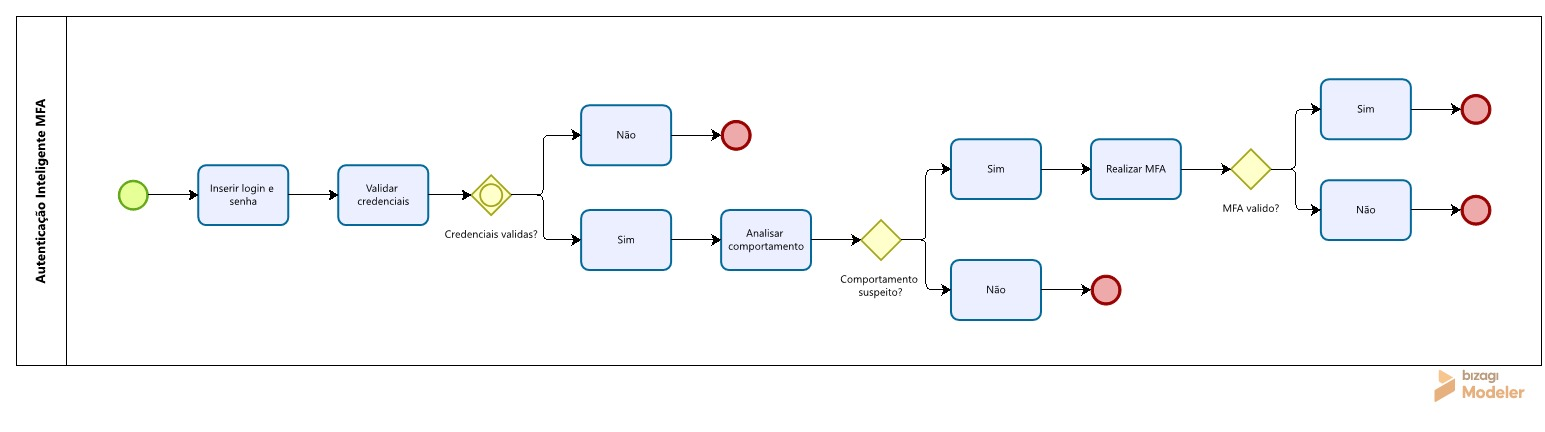 Autenticação Inteligente MFA
Inserir login e
senha
Validar
credenciais
Credenciais validas?
Não
Sim
Analisar
comportamento
Comportamento
suspeito?
Sim
Não
Realizar MFA
MFA valido?
Sim
Não
bizagi
Modeler